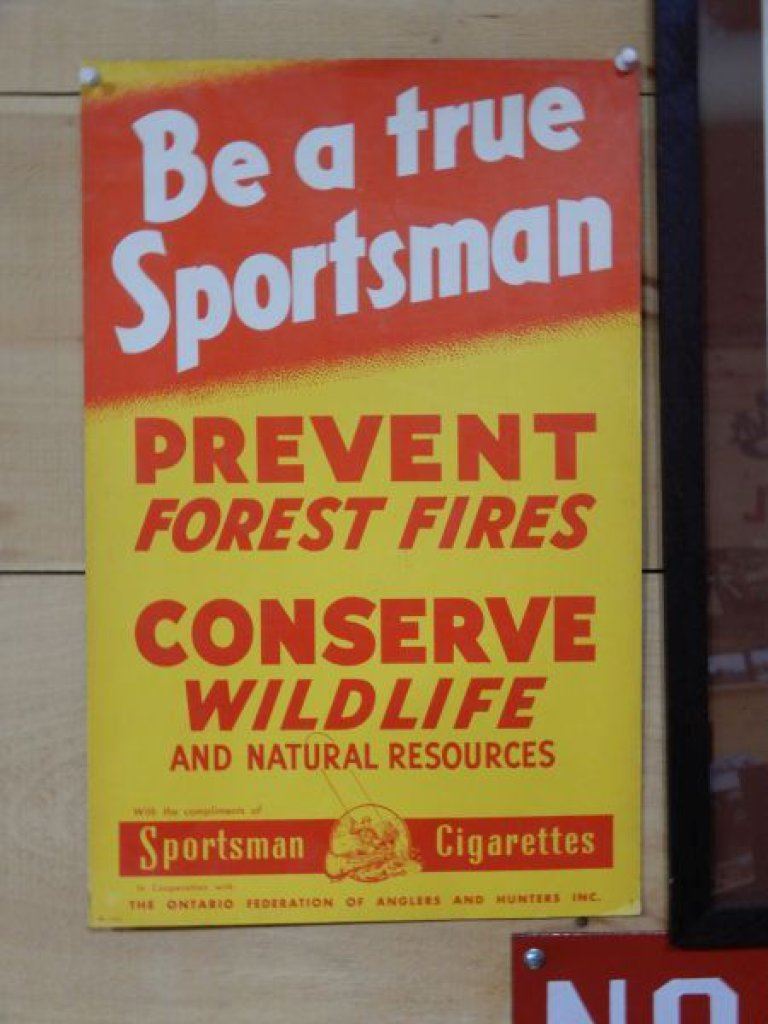 Be a true
Sportsman
PREVENT
FOREST FIRES
CONSERVE
WILDLIFE
AND NATURAL RESOURCES
With the compliments of
Sportsman Cigarettes
In Cooperation with
THE ONTARIO FEDERATION OF ANGLERS AND HUNTERS INC.
NO